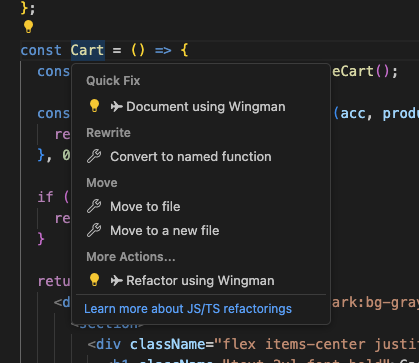 };
const Cart = () => {
cons eCart();
Quick Fix
Document using Wingman
cons (acc, produ
Rewrite
re
Convert to named function
}, 0
Move
Move to file
if (
Move to a new file
re
}
More Actions...
Refactor using Wingman
retu
<d ark:bg-gray
Learn more about JS/TS refactorings
<section>
<div className="flex items-center justi